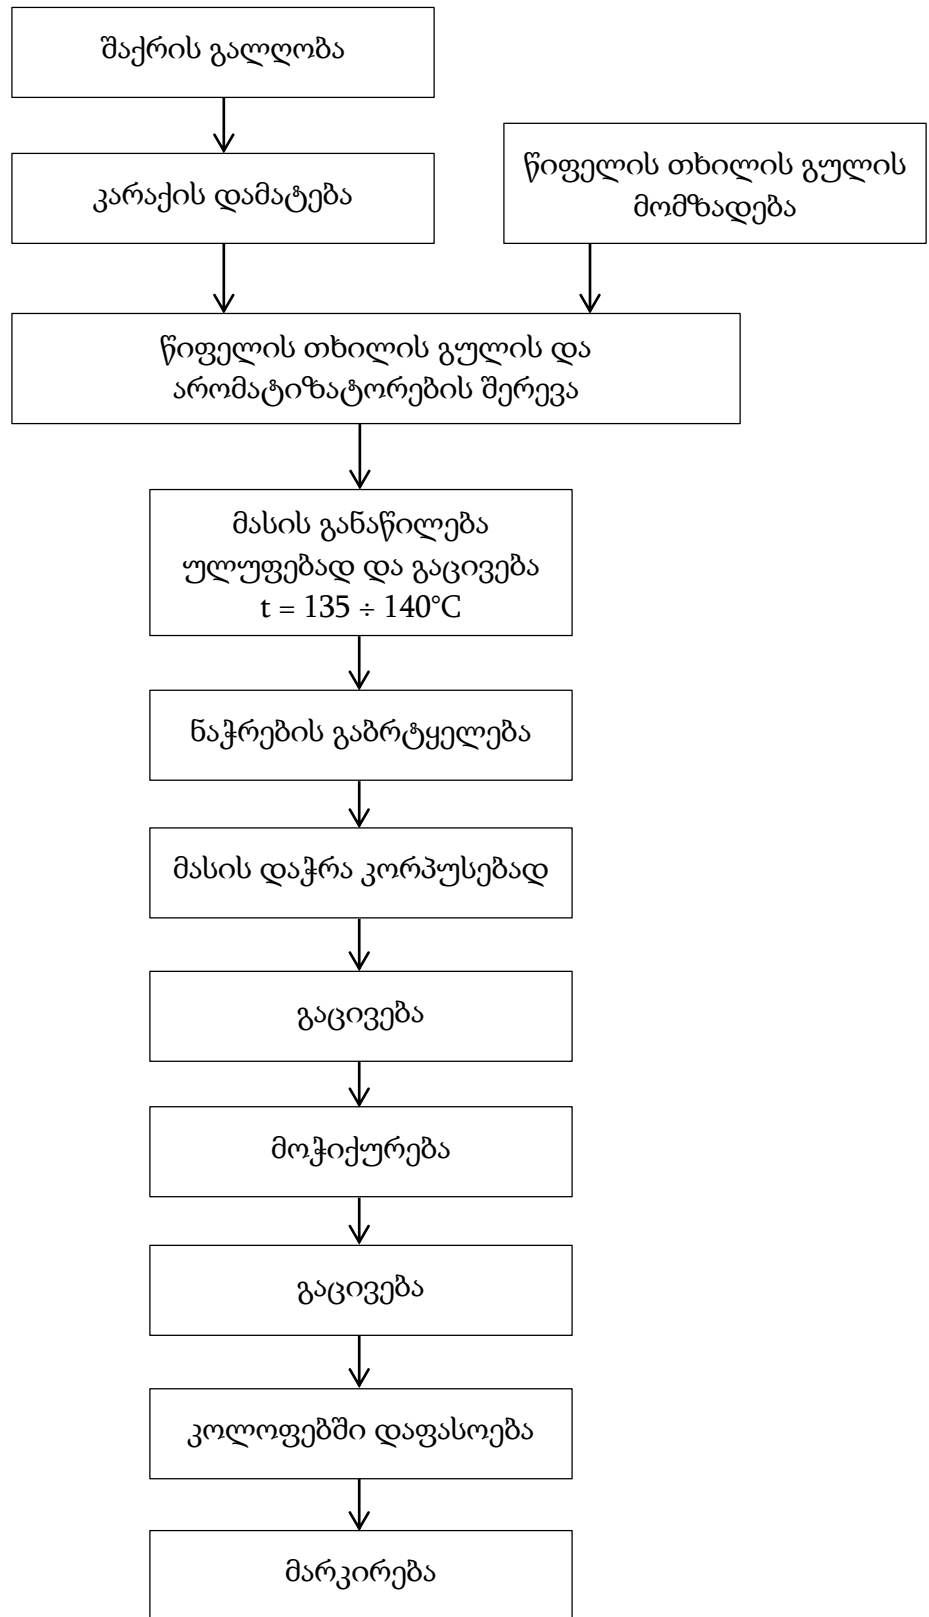 შაქრის გალღობა
კარაქის დამატება
წიფელის თხილის გულის
მომზადება
წიფელის თხილის გულის და
არომატიზატორების შერევა
მასის განაწილება
ულუფებად და გაცივება
t = 135 ÷ 140°C
ნაჭრების გაბრტყელება
მასის დაჭრა კორპუსებად
გაცივება
მოჭიქურება
გაცივება
კოლოფებში დაფასოება
მარკირება